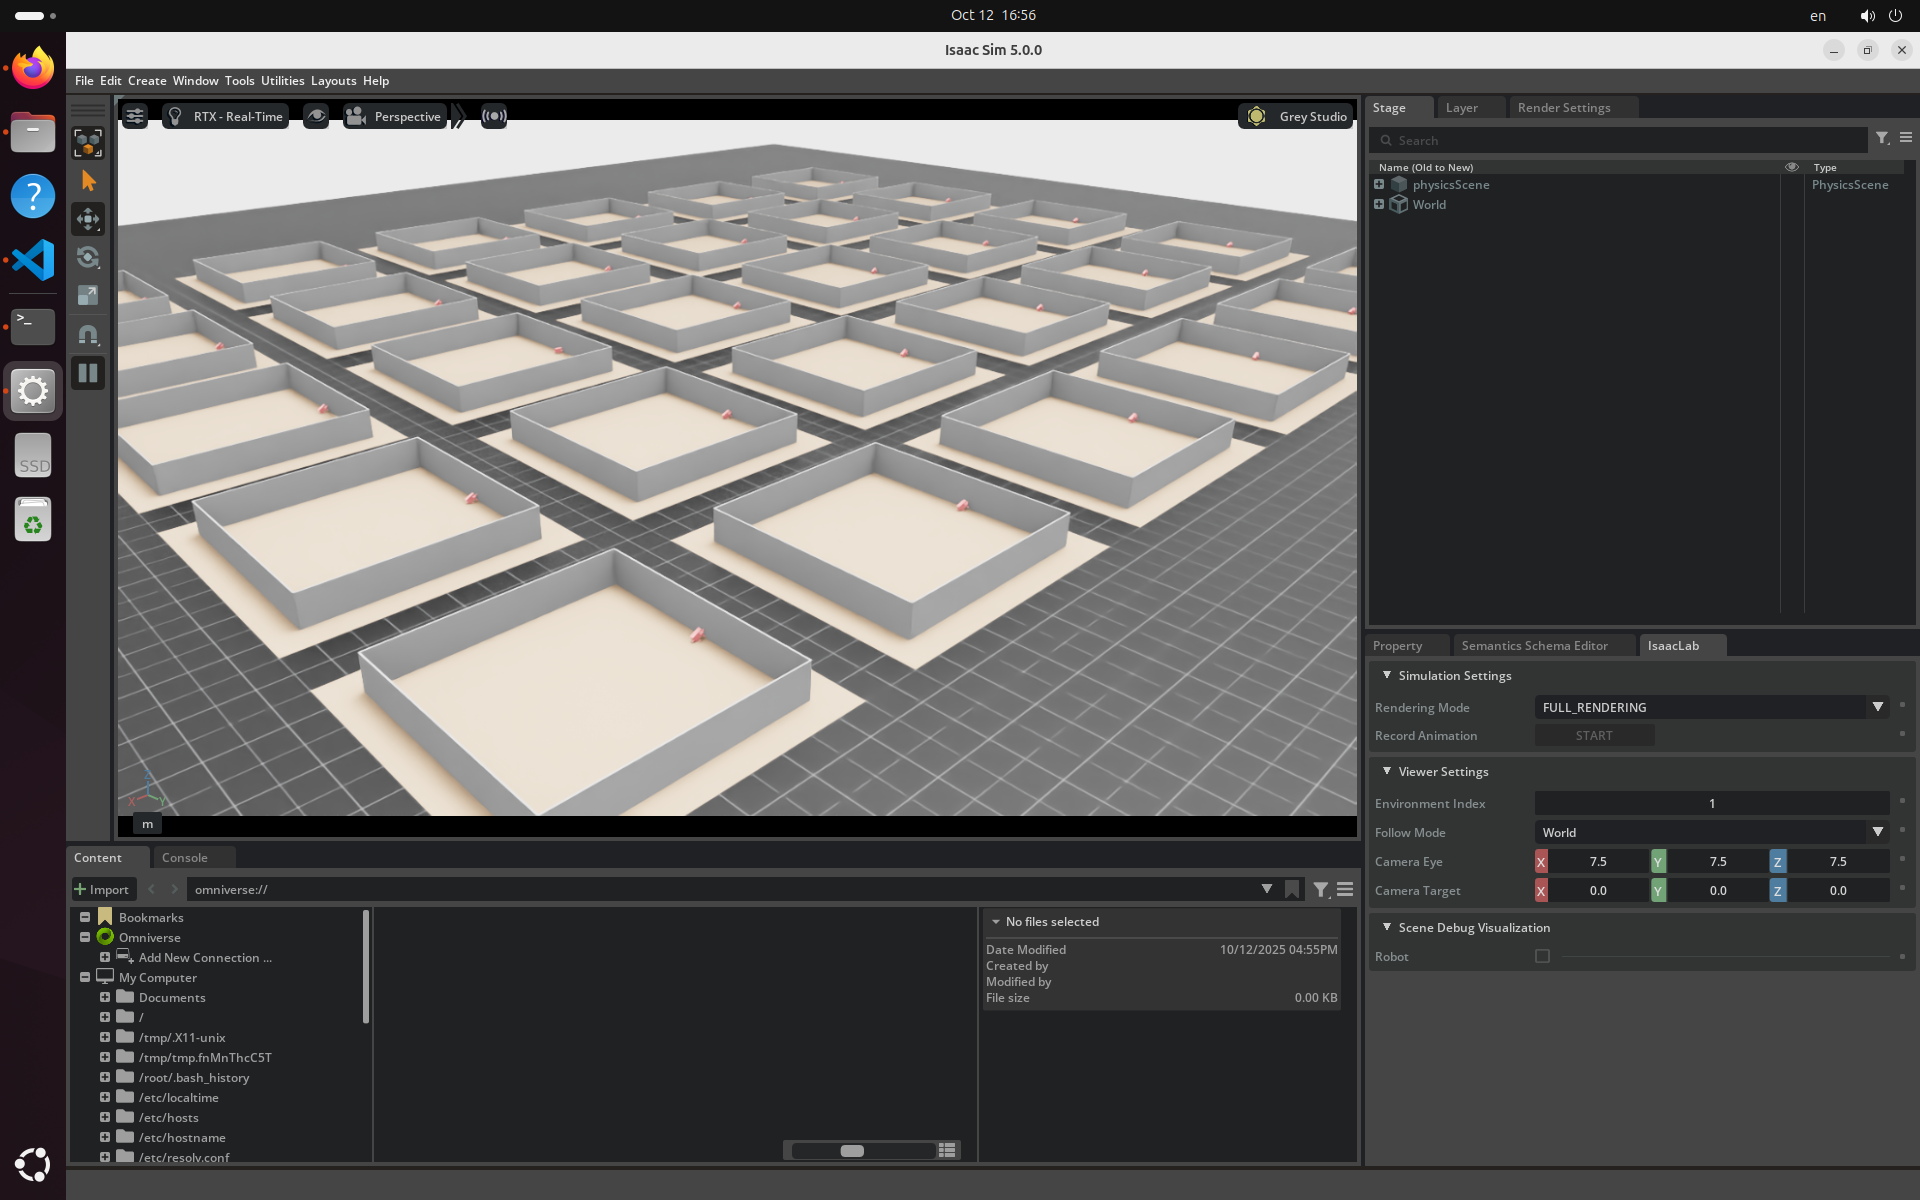 Oct 12 16:56
en
Isaac Sim 5.0.0
File Edit Create Window Tools Utilities Layouts Help
RTX - Real-Time
Perspective
Grey Studio
Stage Layer Render Settings
Search
Name (Old to New) Type
physicsScene PhysicsScene
World
>_
SSD
Z
X Y
m
Property Semantics Schema Editor IsaacLab
Simulation Settings
Rendering Mode FULL_RENDERING
Record Animation START
Viewer Settings
Environment Index 1
Follow Mode World
Camera Eye X 7.5 Y 7.5 Z 7.5
Camera Target X 0.0 Y 0.0 Z 0.0
Scene Debug Visualization
Robot
Content Console
Import omniverse://
Bookmarks
Omniverse
Add New Connection ...
My Computer
Documents
/
/tmp/.X11-unix
/tmp/tmp.fnMnThcC5T
/root/.bash_history
/etc/localtime
/etc/hosts
/etc/hostname
/etc/resolv.conf
No files selected
Date Modified 10/12/2025 04:55PM
Created by
Modified by
File size 0.00 KB